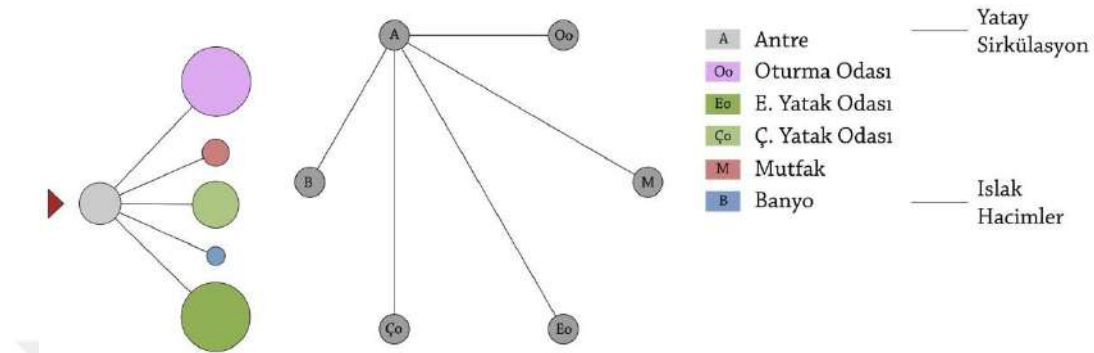 A
Oo
B
M
Ço
Eo
A Antre
Oo Oturma Odası
Eo E. Yatak Odası
Ço Ç. Yatak Odası
M Mutfak
B Banyo
Yatay
Sirkülasyon
Islak
Hacimler